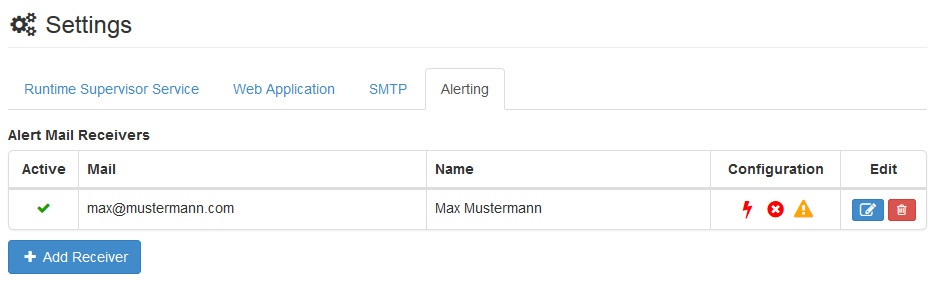 Settings
Runtime Supervisor Service Web Application SMTP Alerting
Alert Mail Receivers
Active Mail Name Configuration Edit
max@mustermann.com Max Mustermann
Add Receiver